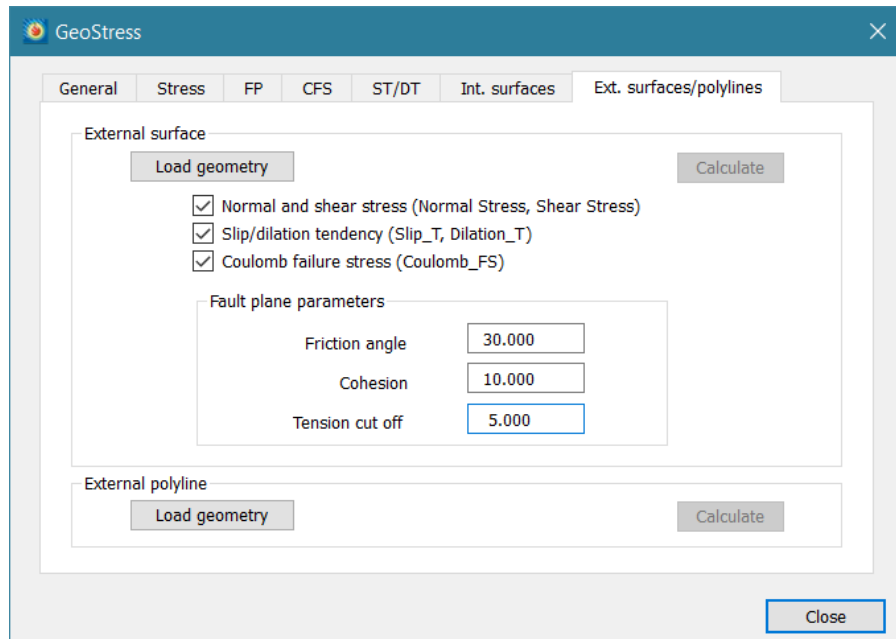 GeoStress
General Stress FP CFS ST/DT Int. surfaces Ext. surfaces/polylines
External surface
Load geometry Calculate
Normal and shear stress (Normal Stress, Shear Stress)
Slip/dilation tendency (Slip_T, Dilation_T)
Coulomb failure stress (Coulomb_FS)
Fault plane parameters
Friction angle 30.000
Cohesion 10.000
Tension cut off 5.000
External polyline
Load geometry Calculate
Close